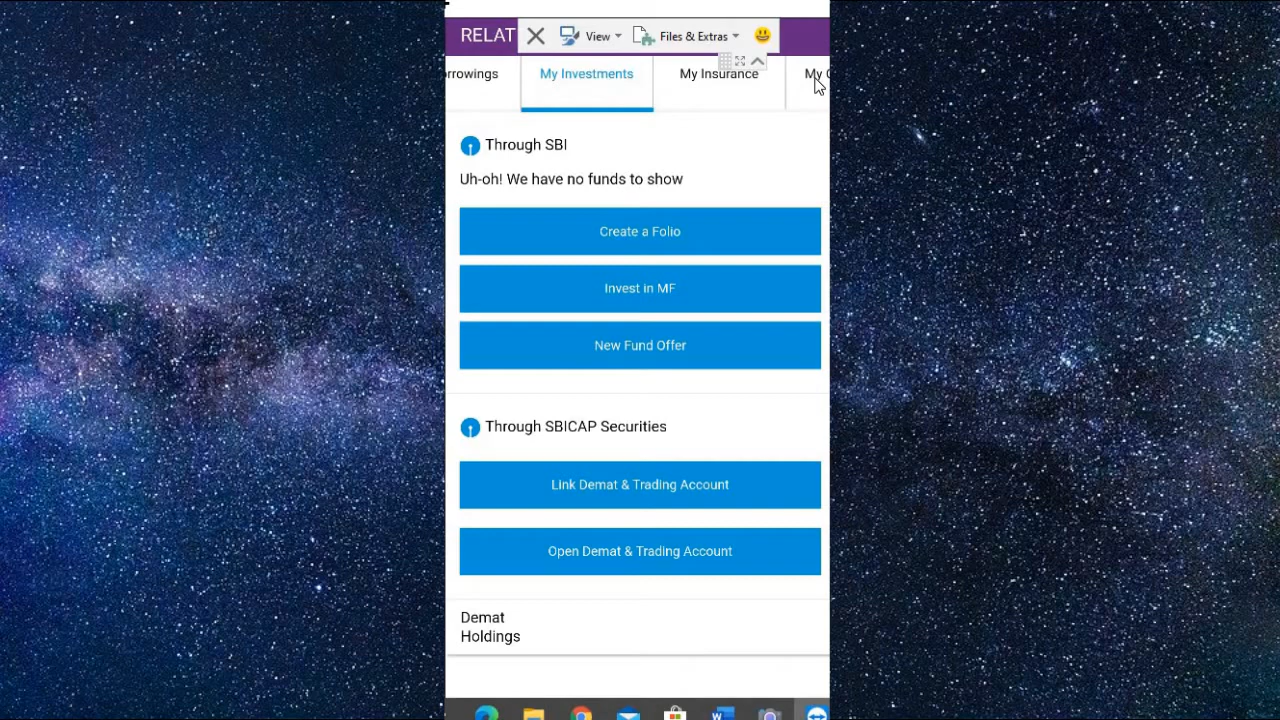 RELAT
View
Files & Extras
rrowings
My Investments
My Insurance
My
Through SBI
Uh-oh! We have no funds to show
Create a Folio
Invest in MF
New Fund Offer
Through SBICAP Securities
Link Demat & Trading Account
Open Demat & Trading Account
Demat
Holdings